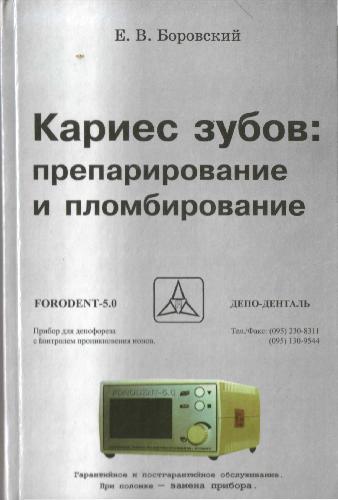 Е. В. Боровский
Кариес зубов:
препарирование
и пломбирование
FORODENT-5.0
ДЕПО-ДЕНТАЛЬ
Прибор для депофореза
с контролем проникновения ионов.
Тел./Факс: (095) 230-8311
(095) 130-9544
FORODENT-5.0
Гарантийное и постгарантийное обслуживание.
При поломке — замена прибора.